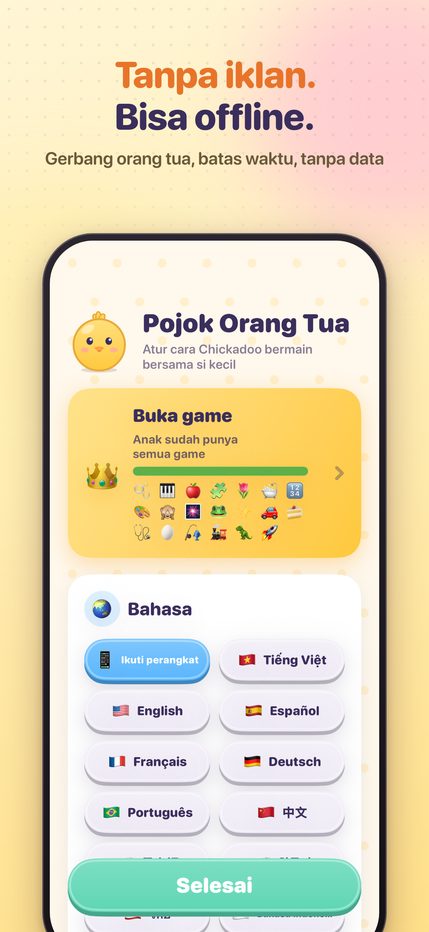 Tanpa iklan.
Bisa offline.
Gerbang orang tua, batas waktu, tanpa data
Pojok Orang Tua
Atur cara Chickadoo bermain
bersama si kecil
Buka game
Anak sudah punya
semua game
Bahasa
Ikuti perangkat
Tiếng Việt
English
Español
Français
Deutsch
Português
中文
Selesai